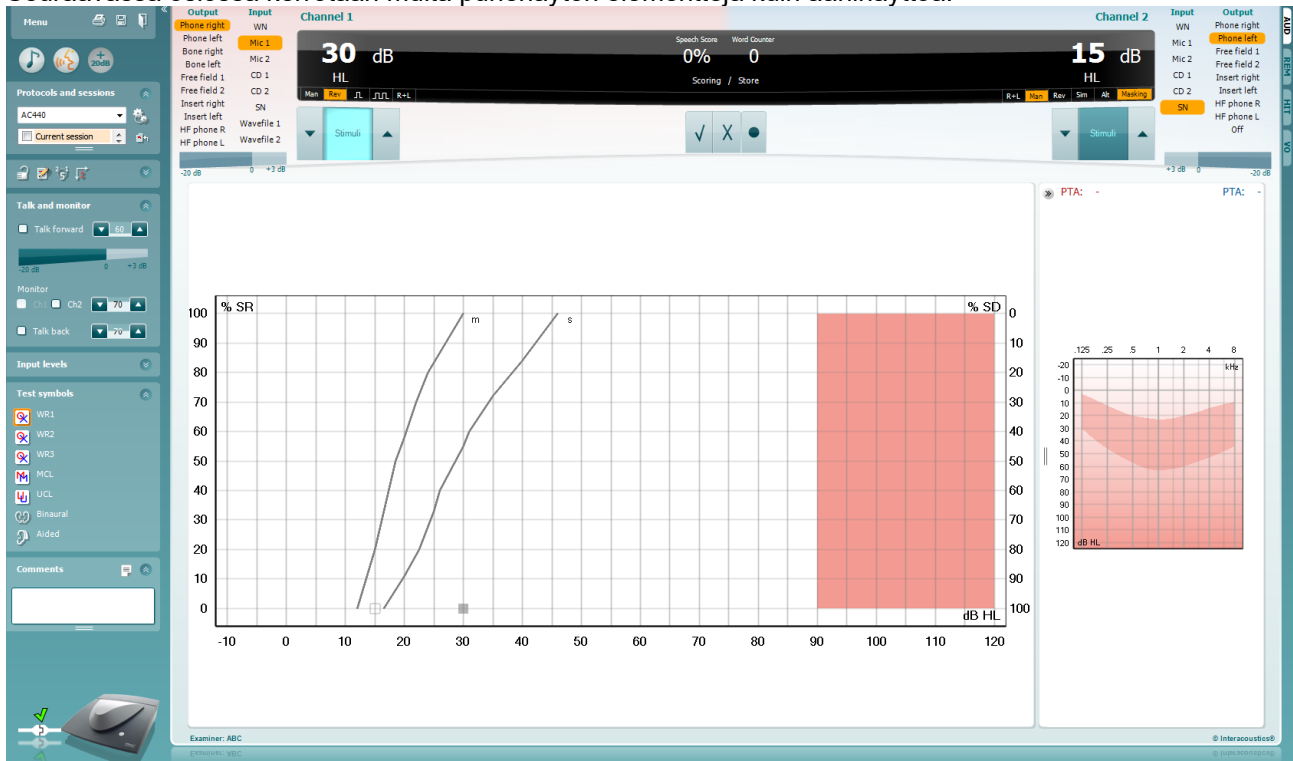 Menu
+
20dB
Protocols and sessions
AC440
Current session
Talk and monitor
Talk forward 60
-20 dB 0 +3 dB
Monitor
Ch1 Ch2 70
Talk back 70
Input levels
Test symbols
WR1
WR2
WR3
MCL
UCL
Binaural
Aided
Comments
Output
Phone right
Phone left
Bone right
Bone left
Free field 1
Free field 2
Insert right
Insert left
HF phone R
HF phone L
Input
WN
Mic 1
Mic 2
CD 1
CD 2
SN
Wavefile 1
Wavefile 2
-20 dB 0 +3 dB
Channel 1
30 dB
HL
Man Rev R+L
Stimuli
Speech Score Word Counter
0% 0
Scoring / Store
Channel 2
15 dB
HL
R+L Man Rev Sim Alt Masking
Stimuli
Input
WN
Mic 1
Mic 2
CD 1
CD 2
SN
Output
Phone right
Phone left
Free field 1
Free field 2
Insert right
Insert left
HF phone R
HF phone L
Off
+3 dB 0 -20 dB
AUD
REM
HIT
VO
% SR
% SD
m
s
100 0
90 10
80 20
70 30
60 40
50 50
40 60
30 70
20 80
10 90
0 100
dB HL
-10 0 10 20 30 40 50 60 70 80 90 100 110 120
PTA: - PTA: -
.125 .25 .5 1 2 4 8
kHz
-20
-10
0
10
20
30
40
50
60
70
80
90
100
110
120
dB HL
Examiner: ABC
© Interacoustics®